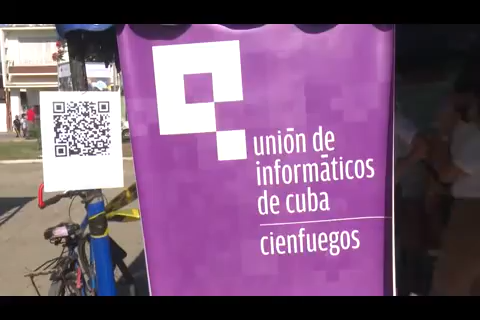 unión de
informáticos
de cuba
cienfuegos